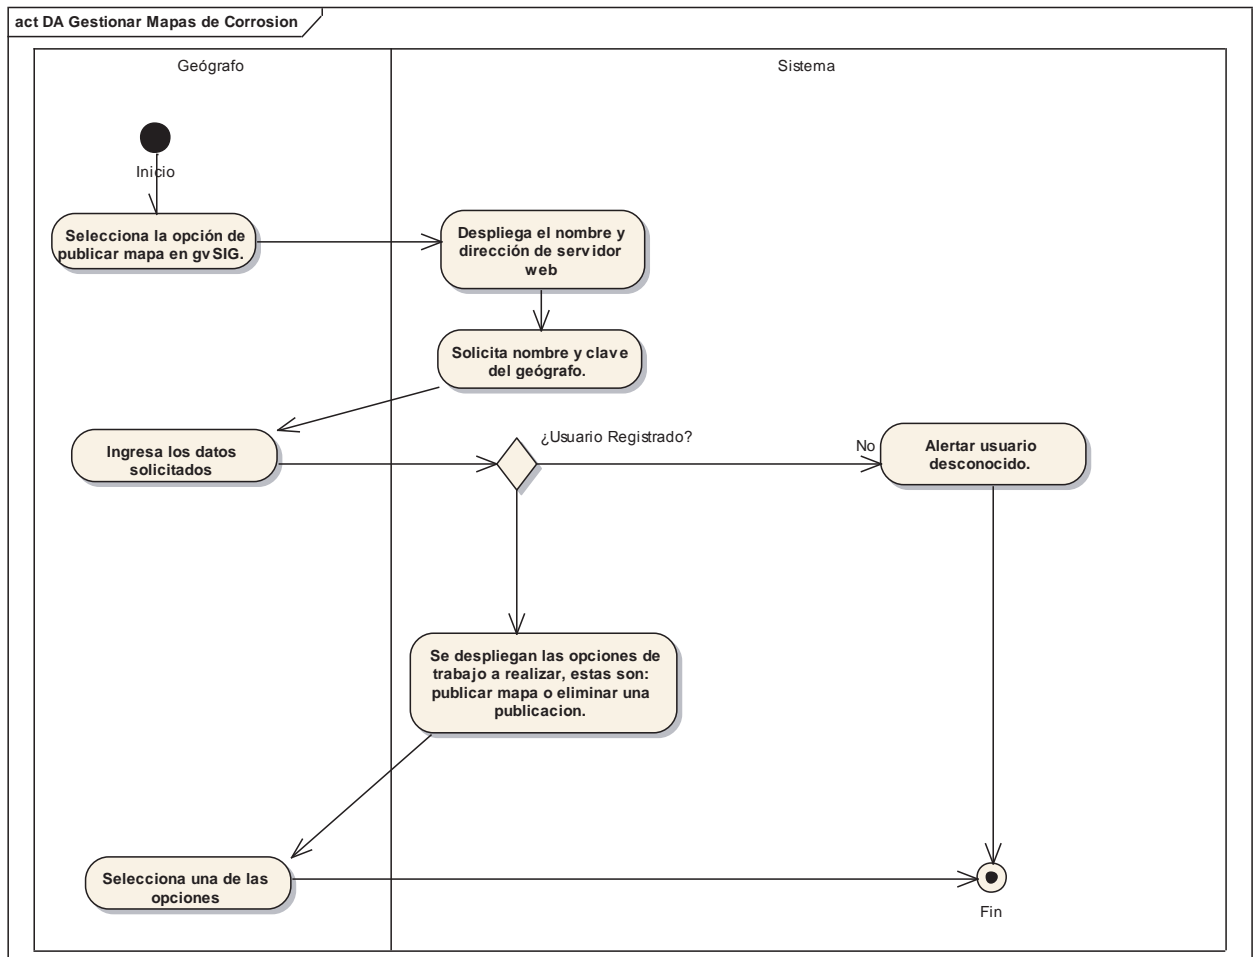 act DA Gestionar Mapas de Corrosion
Geógrafo
Sistema
Inicio
Selecciona la opción de
publicar mapa en gvSIG.
Despliega el nombre y
dirección de servidor
web
Solicita nombre y clave
del geógrafo.
Ingresa los datos
solicitados
¿Usuario Registrado?
No
Alertar usuario
desconocido.
Se despliegan las opciones de
trabajo a realizar, estas son:
publicar mapa o eliminar una
publicacion.
Selecciona una de las
opciones
Fin